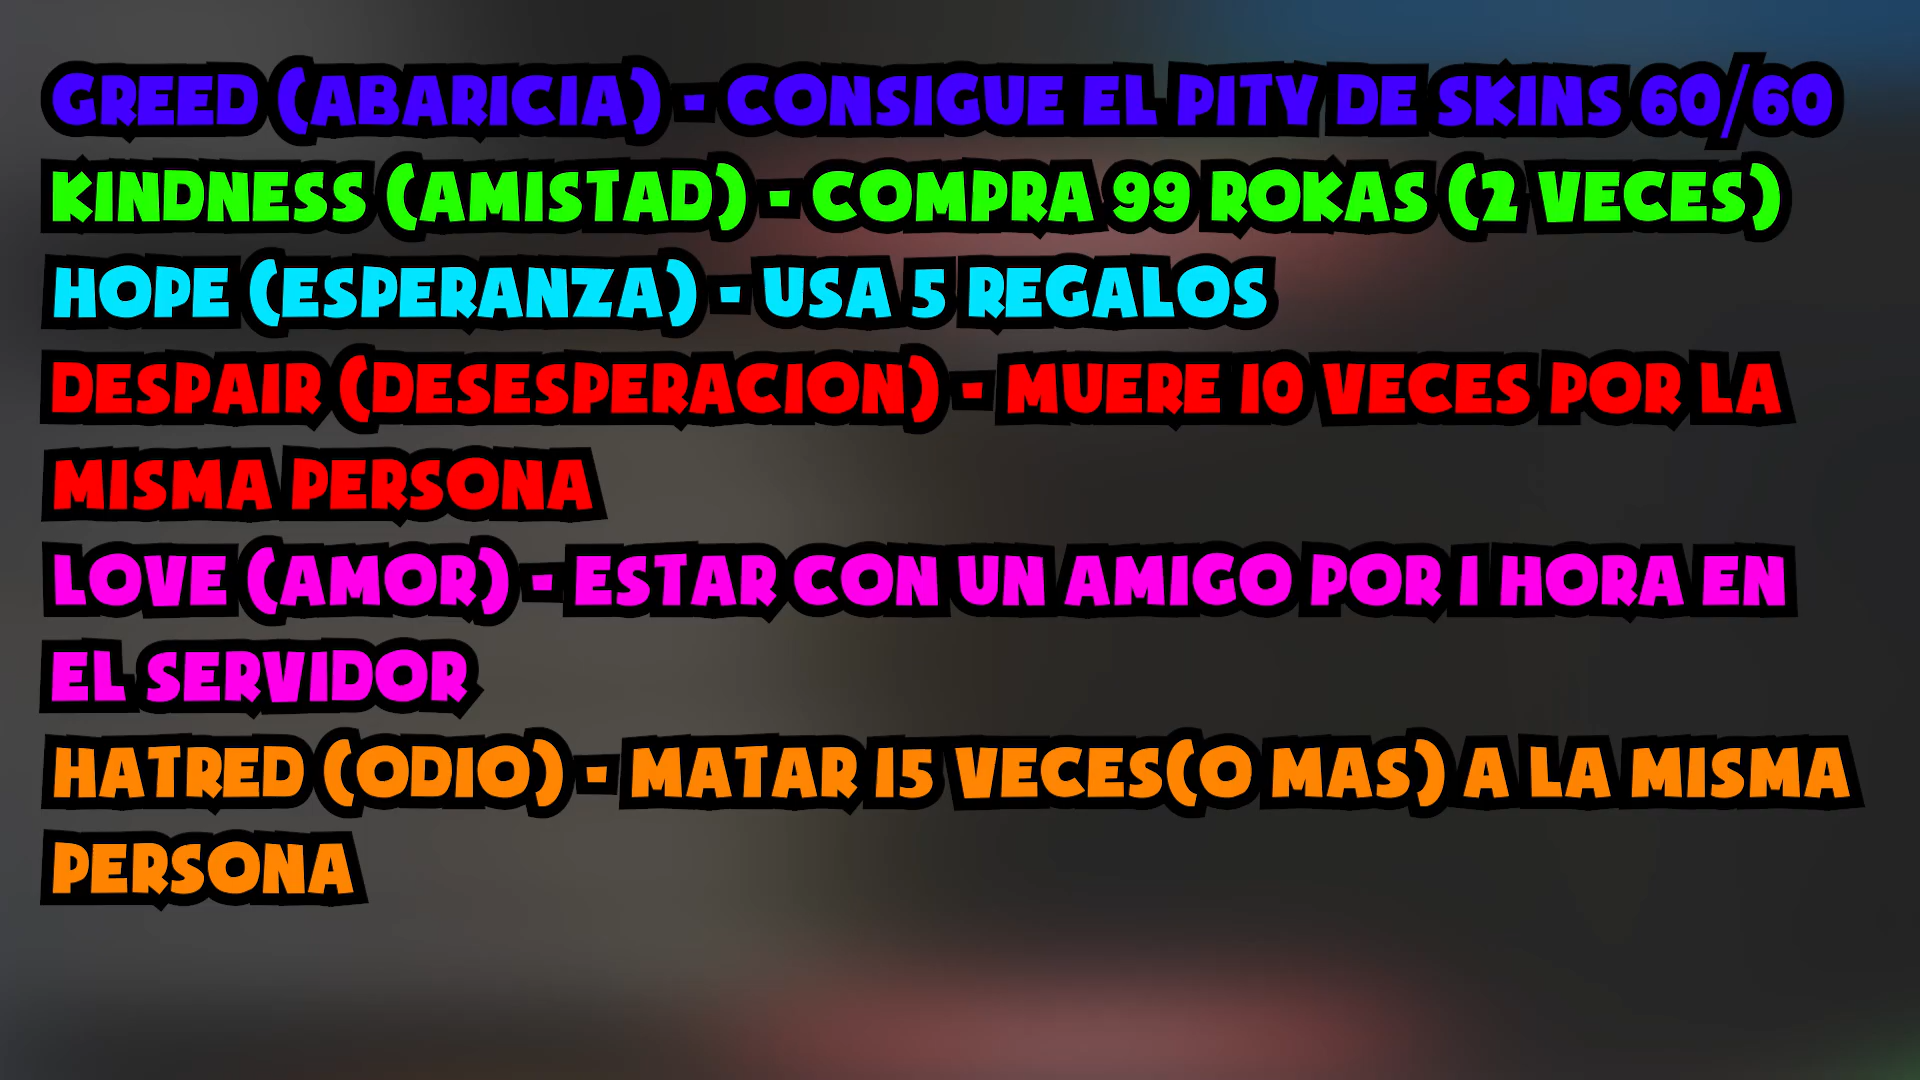 GREED (ABARICIA) - CONSIGUE EL PITY DE SKINS 60/60
KINDNESS (AMISTAD) - COMPRA 99 ROKAS (2 VECES)
HOPE (ESPERANZA) - USA 5 REGALOS
DESPAIR (DESESPERACION) - MUERE 10 VECES POR LA
MISMA PERSONA
LOVE (AMOR) - ESTAR CON UN AMIGO POR 1 HORA EN
EL SERVIDOR
HATRED (ODIO) - MATAR 15 VECES(O MAS) A LA MISMA
PERSONA